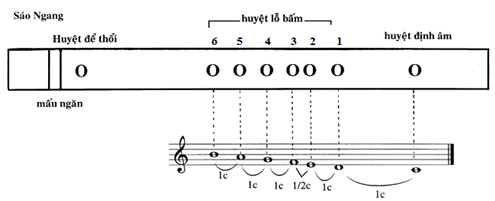 Sáo Ngang
huyệt lỗ bấm
Huyệt để thổi
huyệt định âm
6 5 4 3 2 1
mấu ngăn
1c 1c 1c 1/2c 1c 1c